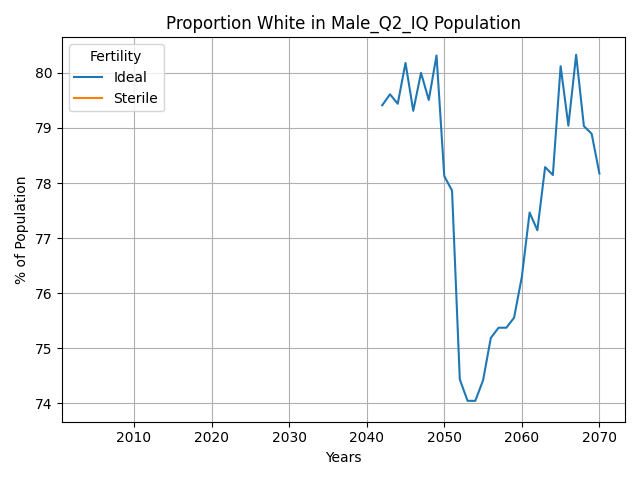 Proportion White in Male_Q2_IQ Population
Fertility
Ideal
Sterile
80
79
78
77
76
75
74
% of Population
2010 2020 2030 2040 2050 2060 2070
Years